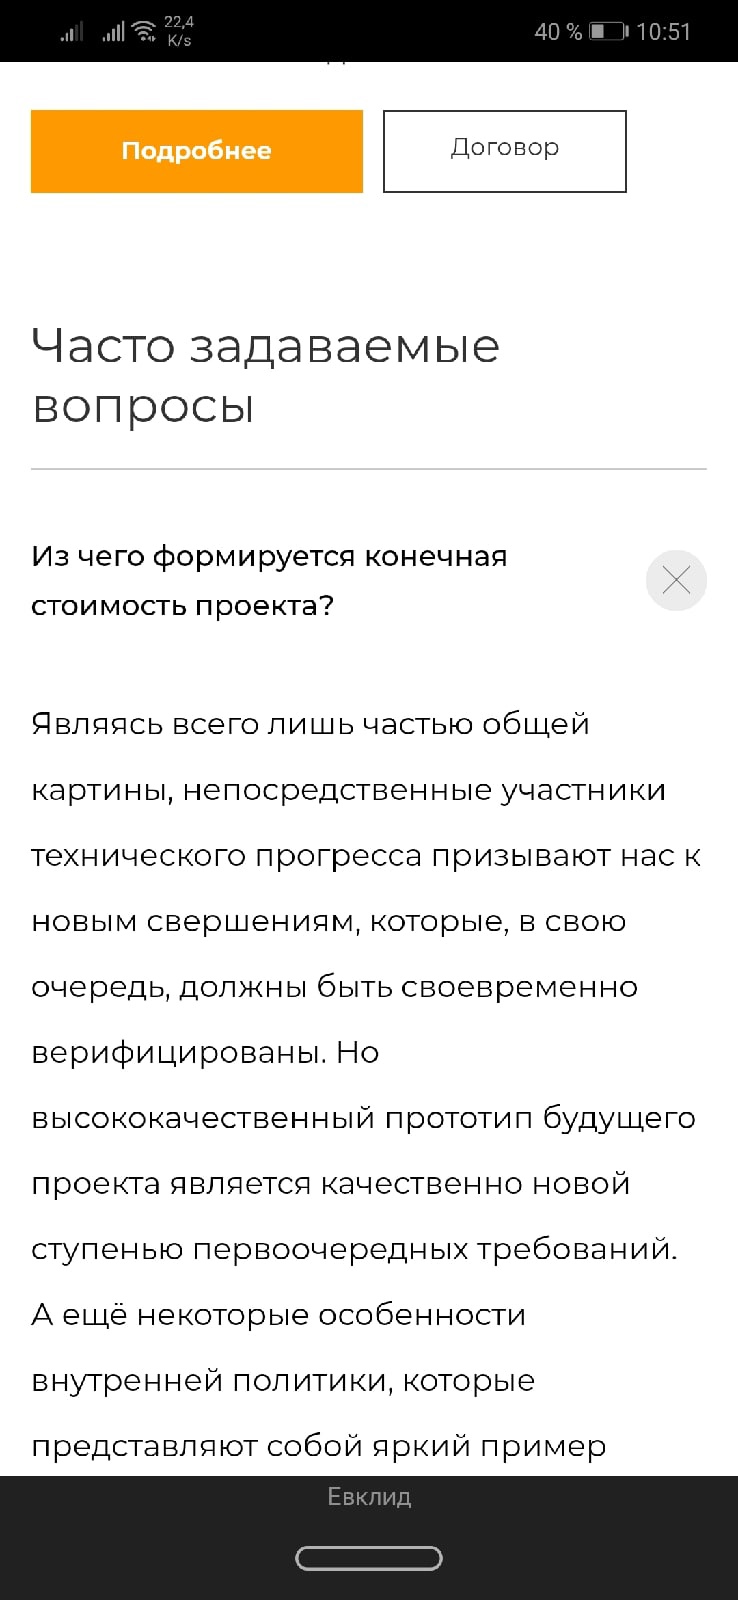 22,4
K/s
40 %
10:51
Подробнее
Договор
Часто задаваемые
вопросы
Из чего формируется конечная
стоимость проекта?
Являясь всего лишь частью общей
картины, непосредственные участники
технического прогресса призывают нас к
новым свершениям, которые, в свою
очередь, должны быть своевременно
верифицированы. Но
высококачественный прототип будущего
проекта является качественно новой
ступенью первоочередных требований.
А ещё некоторые особенности
внутренней политики, которые
представляют собой яркий пример
Евклид